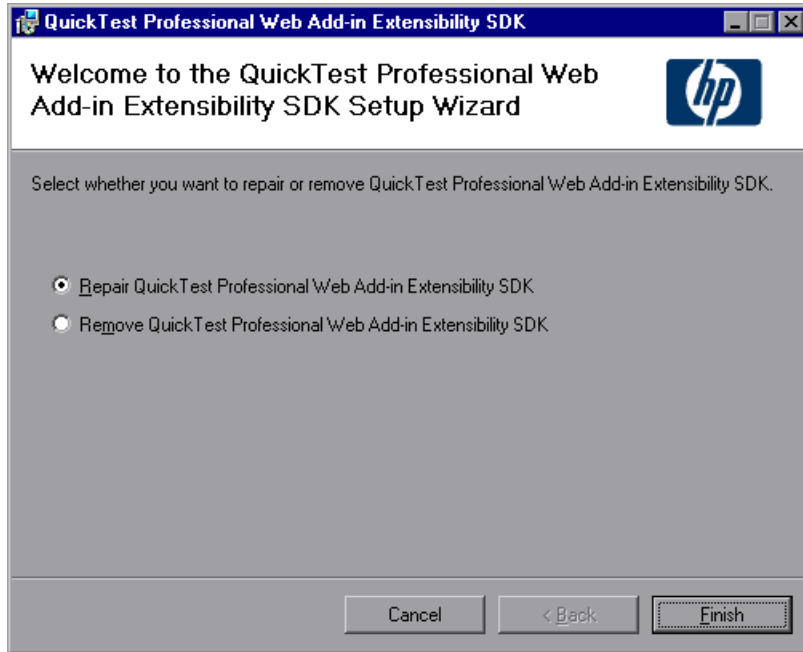 QuickTest Professional Web Add-in Extensibility SDK
Welcome to the QuickTest Professional Web
Add-in Extensibility SDK Setup Wizard
hp
Select whether you want to repair or remove QuickTest Professional Web Add-in Extensibility SDK.
Repair QuickTest Professional Web Add-in Extensibility SDK
Remove QuickTest Professional Web Add-in Extensibility SDK
Cancel
< Back
Finish